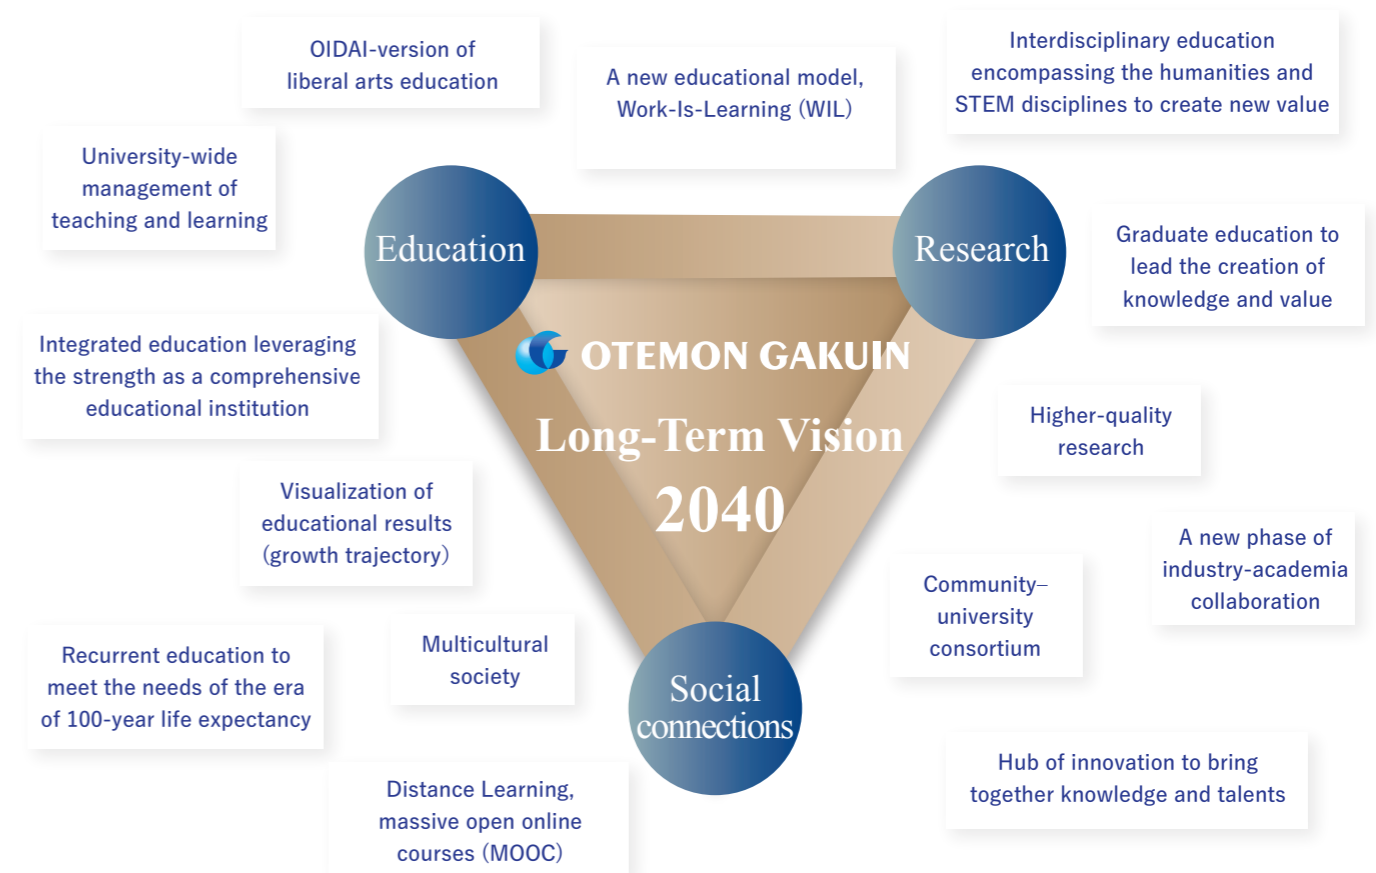 OIDAI-version of
liberal arts education
A new educational model,
Work-Is-Learning (WIL)
Interdisciplinary education
encompassing the humanities and
STEM disciplines to create new value
University-wide
management of
teaching and learning
Education
Research
Graduate education to
lead the creation of
knowledge and value
Integrated education leveraging
the strength as a comprehensive
educational institution
OTEMON GAKUIN
Long-Term Vision
2040
Higher-quality
research
Visualization of
educational results
(growth trajectory)
A new phase of
industry-academia
collaboration
Community–
university
consortium
Multicultural
society
Recurrent education to
meet the needs of the era
of 100-year life expectancy
Social
connections
Hub of innovation to bring
together knowledge and talents
Distance Learning,
massive open online
courses (MOOC)